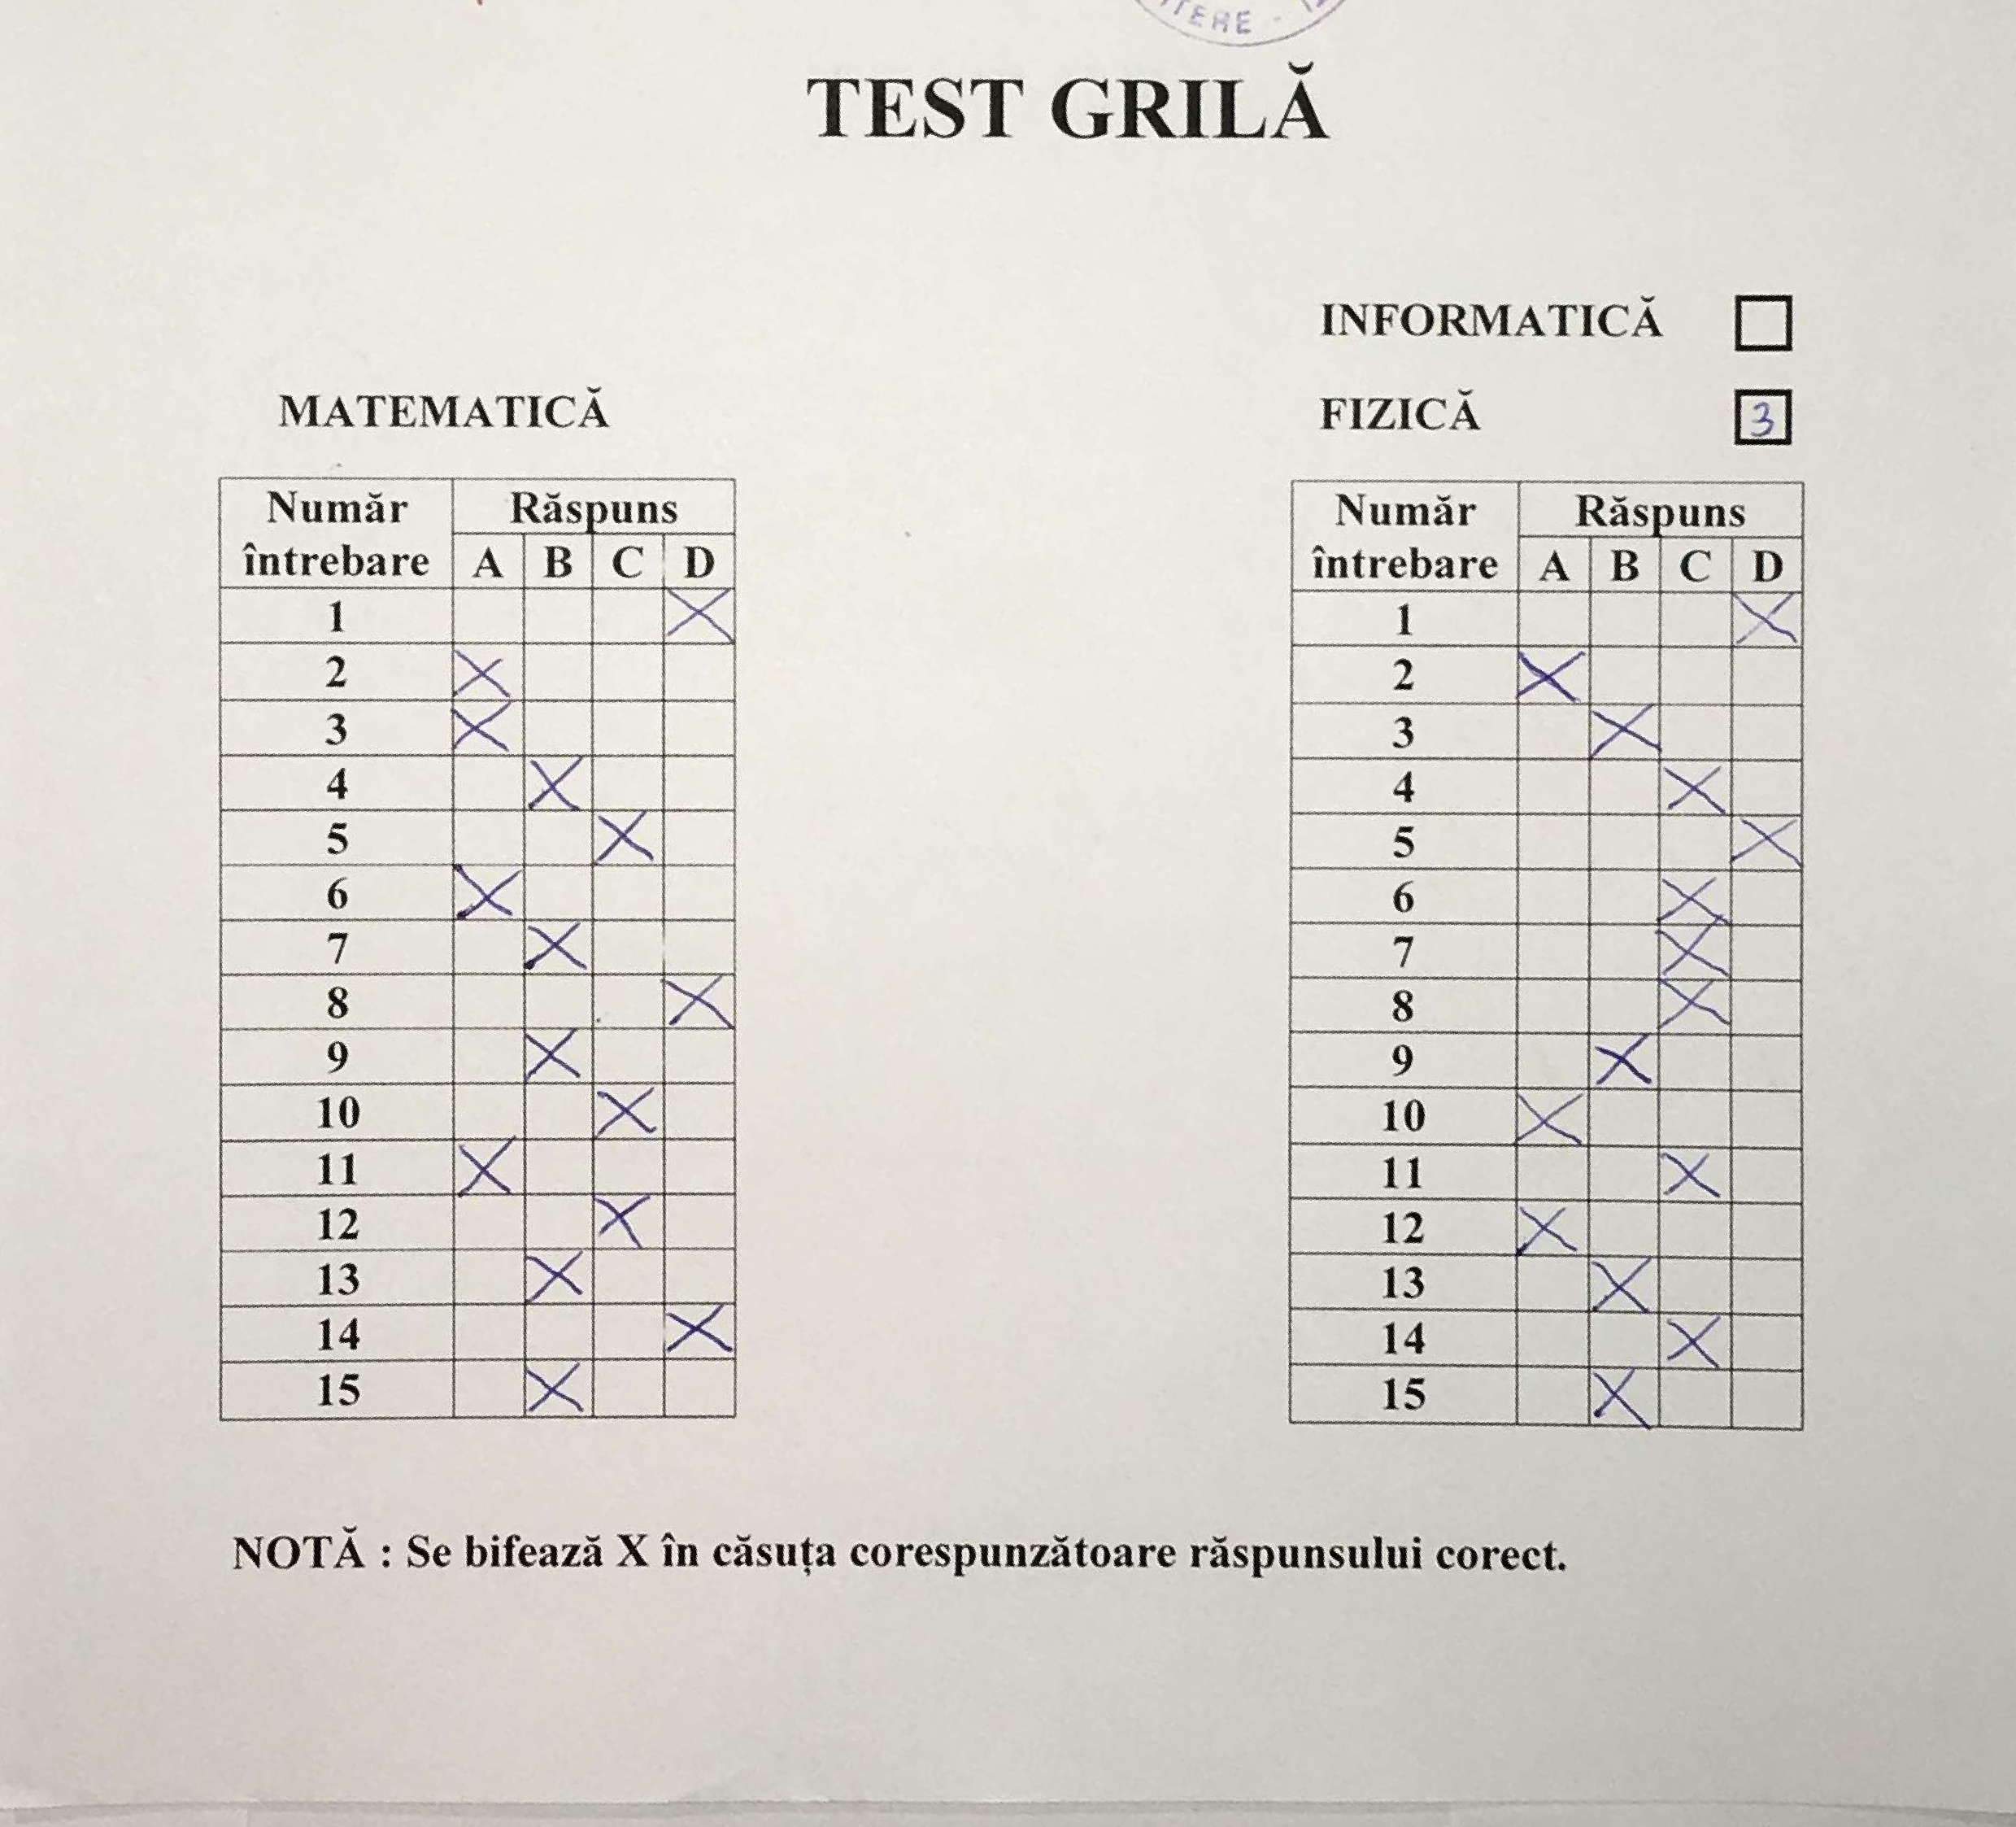 TERE -
TEST GRILĂ
INFORMATICĂ
MATEMATICĂ
FIZICĂ 3
Număr întrebare Răspuns
A B C D
1 X
2 X
3 X
4 X
5 X
6 X
7 X
8 X
9 X
10 X
11 X
12 X
13 X
14 X
15 X
Număr întrebare Răspuns
A B C D
1 X
2 X
3 X
4 X
5 X
6 X
7 X
8 X
9 X
10 X
11 X
12 X
13 X
14 X
15 X
NOTĂ : Se bifează X în căsuța corespunzătoare răspunsului corect.